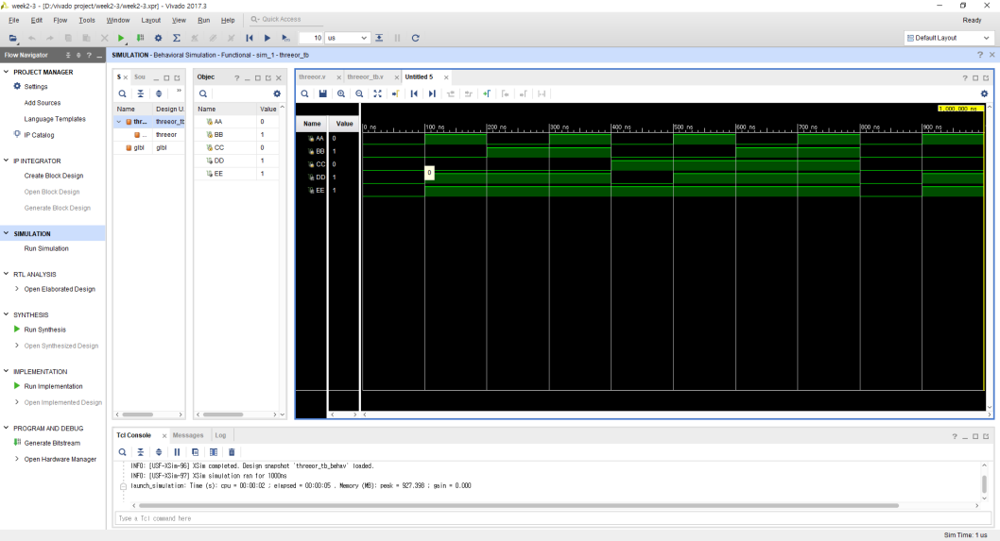 week2-3 - [D:/vivado project/week2-3/week2-3.xpr] - Vivado 2017.3
File Edit Flow Tools Window Layout View Run Help Q- Quick Access Ready
10 us Default Layout
Flow Navigator
SIMULATION - Behavioral Simulation - Functional - sim_1 - threeor_tb
PROJECT MANAGER
Settings
Add Sources
Language Templates
IP Catalog
IP INTEGRATOR
Create Block Design
Open Block Design
Generate Block Design
SIMULATION
Run Simulation
RTL ANALYSIS
Open Elaborated Design
SYNTHESIS
Run Synthesis
Open Synthesized Design
IMPLEMENTATION
Run Implementation
Open Implemented Design
PROGRAM AND DEBUG
Generate Bitstream
Open Hardware Manager
S Sou
Name Design U.
thr... threeor_tb
... threeor
glbl glbl
Objec
Name Value
AA 0
BB 1
CC 0
DD 1
EE 1
threeor.v threeor_tb.v Untitled 5
1,000.000 ns
Name Value 0 ns 100 ns 200 ns 300 ns 400 ns 500 ns 600 ns 700 ns 800 ns 900 ns
AA 0
BB 1
CC 0
DD 1
0
EE 1
Tcl Console Messages Log
INFO: [USF-XSim-96] XSim completed. Design snapshot 'threeor_tb_behav' loaded.
INFO: [USF-XSim-97] XSim simulation ran for 1000ns
launch_simulation: Time (s): cpu = 00:00:02 ; elapsed = 00:00:05 . Memory (MB): peak = 927.398 ; gain = 0.000
Type a Tcl command here
Sim Time: 1 us